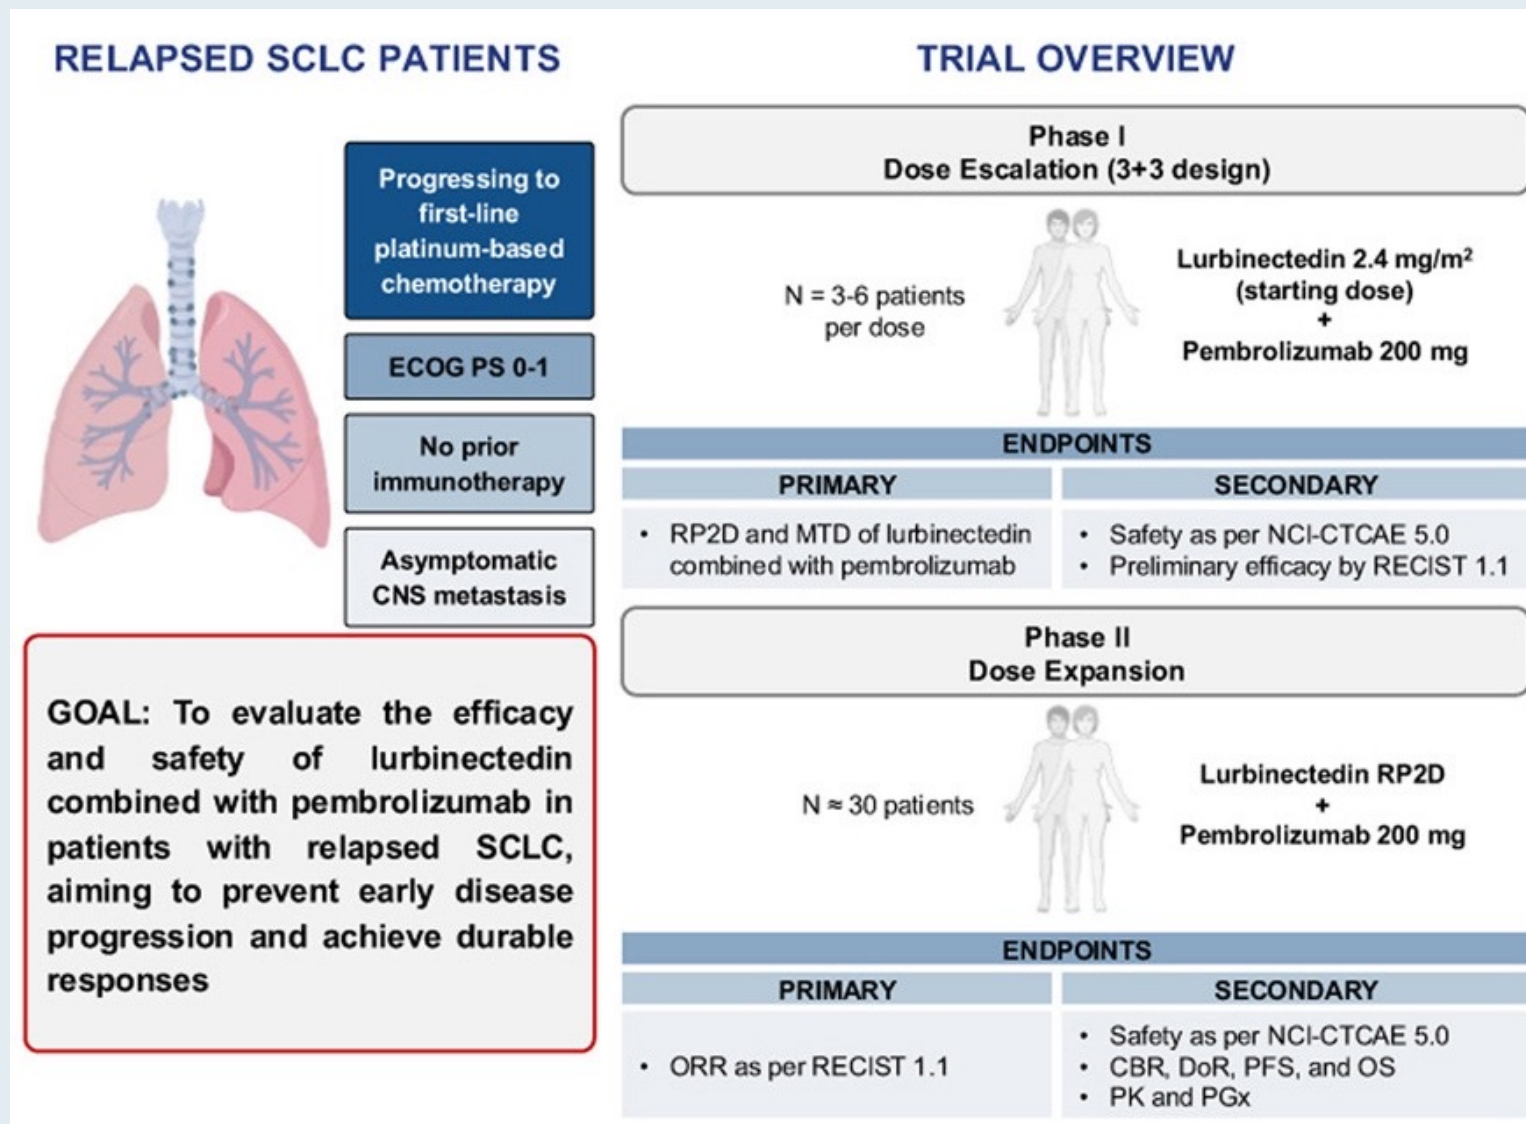 RELAPSED SCLC PATIENTS
Progressing to
first-line
platinum-based
chemotherapy
ECOG PS 0-1
No prior
immunotherapy
Asymptomatic
CNS metastasis
GOAL: To evaluate the efficacy
and safety of lurbinectedin
combined with pembrolizumab in
patients with relapsed SCLC,
aiming to prevent early disease
progression and achieve durable
responses
TRIAL OVERVIEW
Phase I
Dose Escalation (3+3 design)
N = 3-6 patients
per dose
Lurbinectedin 2.4 mg/m²
(starting dose)
+
Pembrolizumab 200 mg
ENDPOINTS
PRIMARY
• RP2D and MTD of lurbinectedin
combined with pembrolizumab
SECONDARY
• Safety as per NCI-CTCAE 5.0
• Preliminary efficacy by RECIST 1.1
Phase II
Dose Expansion
N ≈ 30 patients
Lurbinectedin RP2D
+
Pembrolizumab 200 mg
ENDPOINTS
PRIMARY
• ORR as per RECIST 1.1
SECONDARY
• Safety as per NCI-CTCAE 5.0
• CBR, DoR, PFS, and OS
• PK and PGx